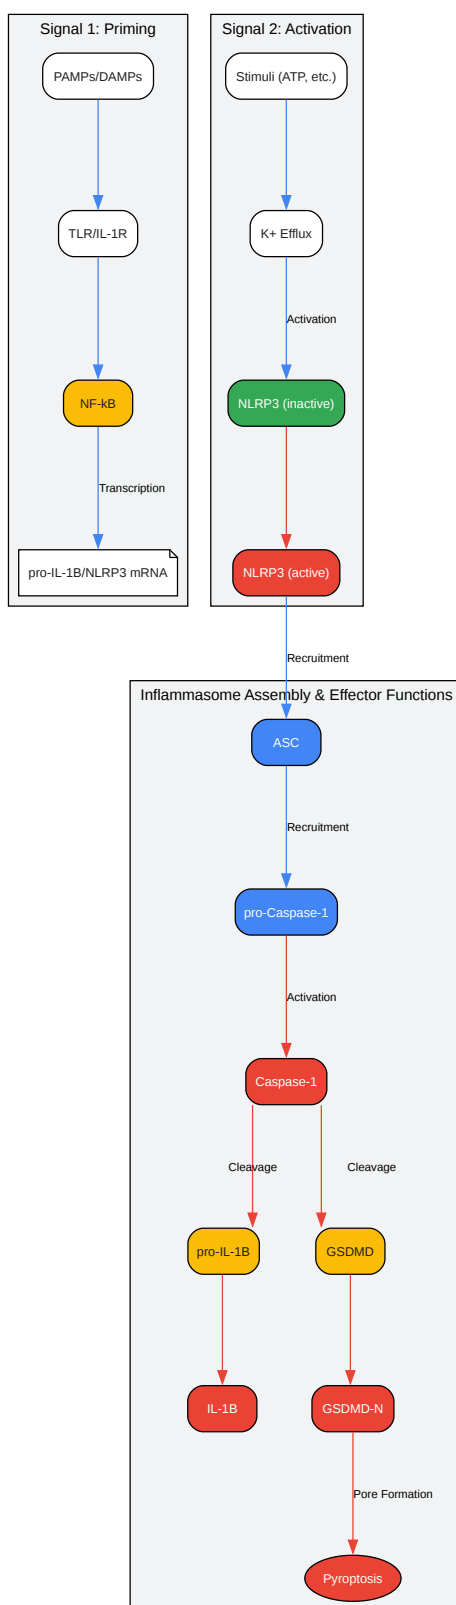 Signal 1: Priming
PAMPs/DAMPs
TLR/IL-1R
NF-kB
Transcription
pro-IL-1B/NLRP3 mRNA
Signal 2: Activation
Stimuli (ATP, etc.)
K+ Efflux
Activation
NLRP3 (inactive)
NLRP3 (active)
Recruitment
Inflammasome Assembly & Effector Functions
ASC
Recruitment
pro-Caspase-1
Activation
Caspase-1
Cleavage
Cleavage
pro-IL-1B
GSDMD
IL-1B
GSDMD-N
Pore Formation
Pyroptosis